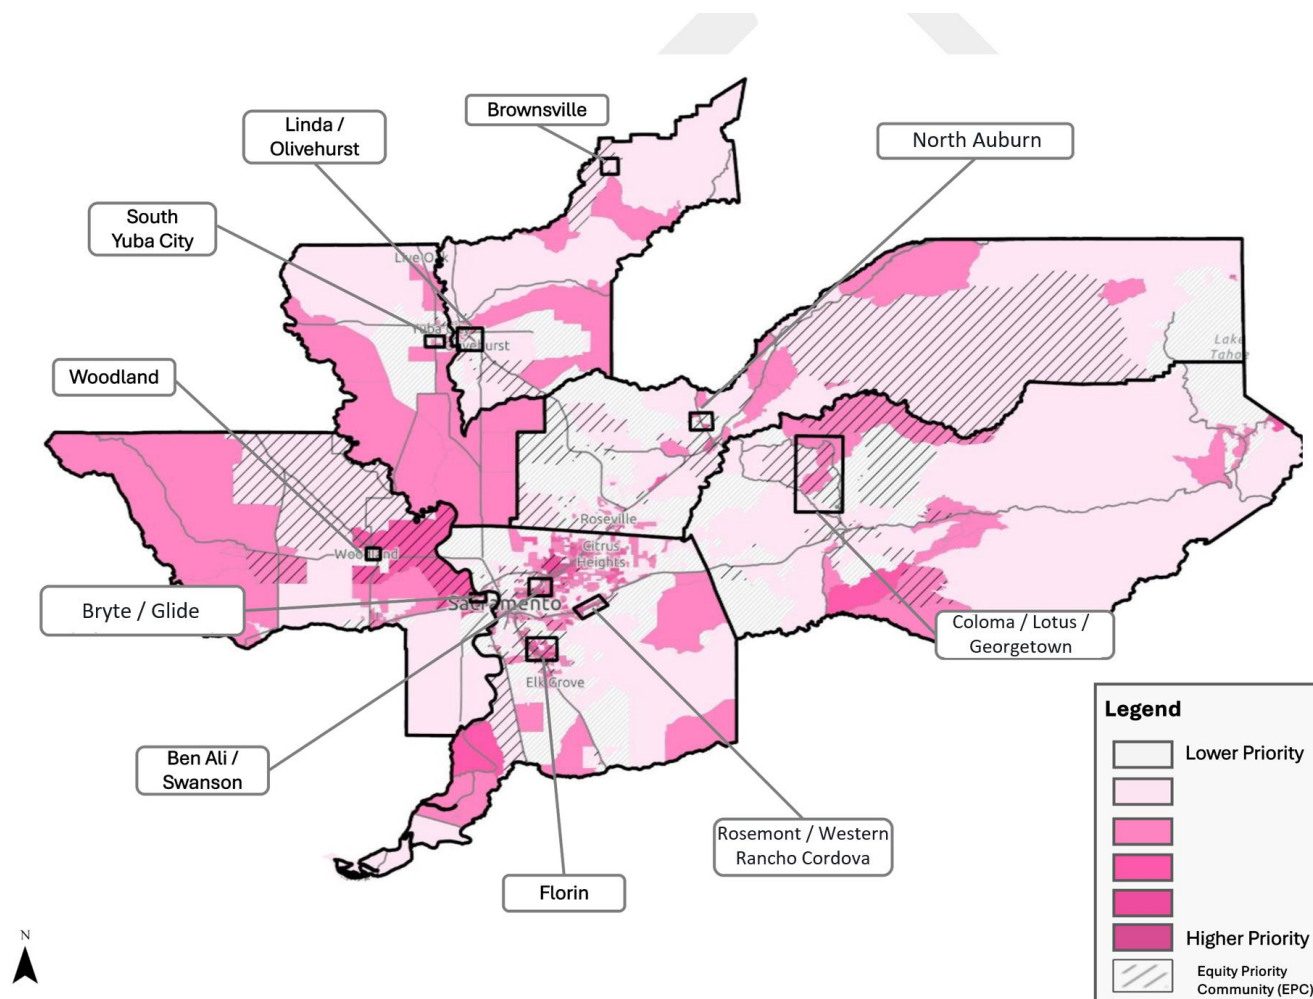 Brownsville
Linda /
Olivehurst
North Auburn
South
Yuba City
Live Oak
Yuba City
Olivehurst
Lake
Tahoe
Woodland
Roseville
Citrus
Heights
Woodland
Bryte / Glide
Sacramento
Coloma / Lotus /
Georgetown
Elk Grove
Ben Ali /
Swanson
Rosemont / Western
Rancho Cordova
Florin
N
Legend
Lower Priority
Higher Priority
Equity Priority
Community (EPC)